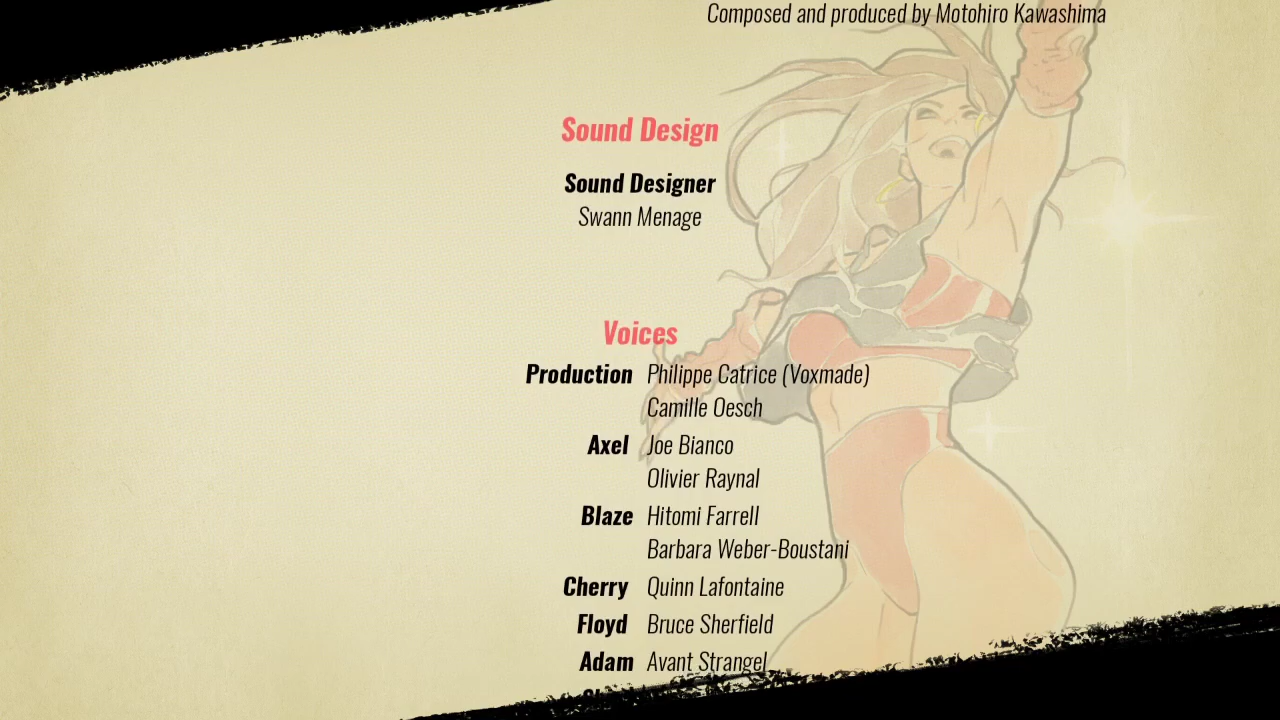 Composed and produced by Motohiro Kawashima
Sound Design
Sound Designer
Swann Menage
Voices
Production Philippe Catrice (Voxmade)
Camille Oesch
Axel Joe Bianco
Olivier Raynal
Blaze Hitomi Farrell
Barbara Weber-Boustani
Cherry Quinn Lafontaine
Floyd Bruce Sherfield
Adam Avant Strangel